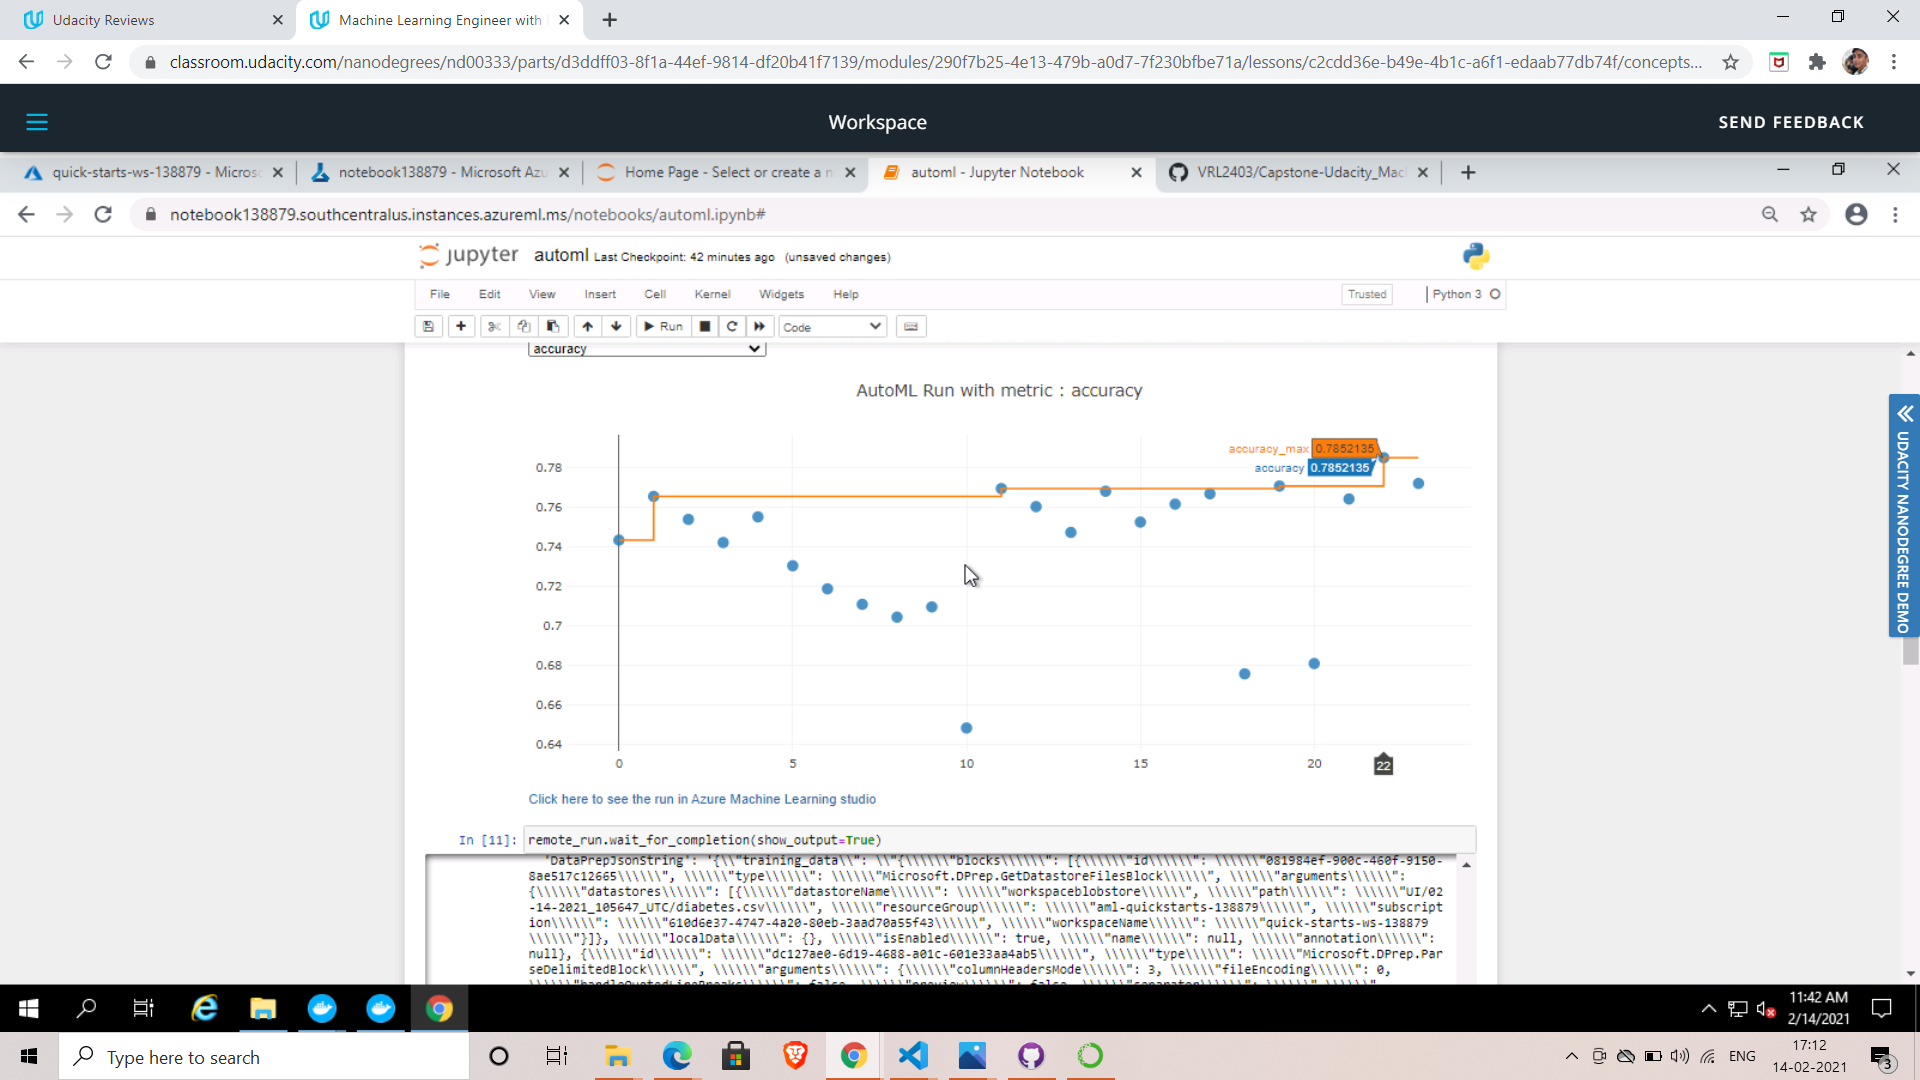 Udacity Reviews
Machine Learning Engineer with
classroom.udacity.com/nanodegrees/nd00333/parts/d3ddff03-8f1a-44ef-9814-df20b41f7139/modules/290f7b25-4e13-479b-a0d7-7f230bfbe71a/lessons/c2cdd36e-b49e-4b1c-a6f1-edaab77db74f/concepts...
Workspace
SEND FEEDBACK
quick-starts-ws-138879 - Micros
notebook138879 - Microsoft Azu
Home Page - Select or create a n
automl - Jupyter Notebook
VRL2403/Capstone-Udacity_Mac
notebook138879.southcentralus.instances.azureml.ms/notebooks/automl.ipynb#
jupyter automl Last Checkpoint: 42 minutes ago (unsaved changes)
File Edit View Insert Cell Kernel Widgets Help
Trusted
Python 3
Run
Code
accuracy
AutoML Run with metric : accuracy
accuracy_max 0.7852135
accuracy 0.7852135
0.78
0.76
0.74
0.72
0.7
0.68
0.66
0.64
0 5 10 15 20 22
UDACITY NANODEGREE DEMO
Click here to see the run in Azure Machine Learning studio
In [11]: remote_run.wait_for_completion(show_output=True)
'DataPrepJsonString': '{\\"training_data\\": \\"{\\\\\\"blocks\\\\\\": [{\\\\\\"id\\\\\\": \\\\\\"081984ef-900c-460f-9150-
8ae517c12665\\\\\\", \\\\\\"type\\\\\\": \\\\\\"Microsoft.DPrep.GetDatastoreFilesBlock\\\\\\", \\\\\\"arguments\\\\\\":
{\\\\\\"datastores\\\\\\": [{\\\\\\"datastoreName\\\\\\": \\\\\\"workspaceblobstore\\\\\\", \\\\\\"path\\\\\\": \\\\\\"UI/02
-14-2021_105647_UTC/diabetes.csv\\\\\\", \\\\\\"resourceGroup\\\\\\": \\\\\\"aml-quickstarts-138879\\\\\\", \\\\\\"subscript
ion\\\\\\": \\\\\\"610d6e37-4747-4a20-80eb-3aad70a55f43\\\\\\", \\\\\\"workspaceName\\\\\\": \\\\\\"quick-starts-ws-138879
\\\\\\"}]}, \\\\\\"localData\\\\\\": {}, \\\\\\"isEnabled\\\\\\": true, \\\\\\"name\\\\\\": null, \\\\\\"annotation\\\\\\":
null}, {\\\\\\"id\\\\\\": \\\\\\"dc127ae0-6d19-4688-a01c-601e33aa4ab5\\\\\\", \\\\\\"type\\\\\\": \\\\\\"Microsoft.DPrep.Par
seDelimitedBlock\\\\\\", \\\\\\"arguments\\\\\\": {\\\\\\"columnHeadersMode\\\\\\": 3, \\\\\\"fileEncoding\\\\\\": 0,
11:42 AM
2/14/2021
Type here to search
ENG
17:12
14-02-2021
3